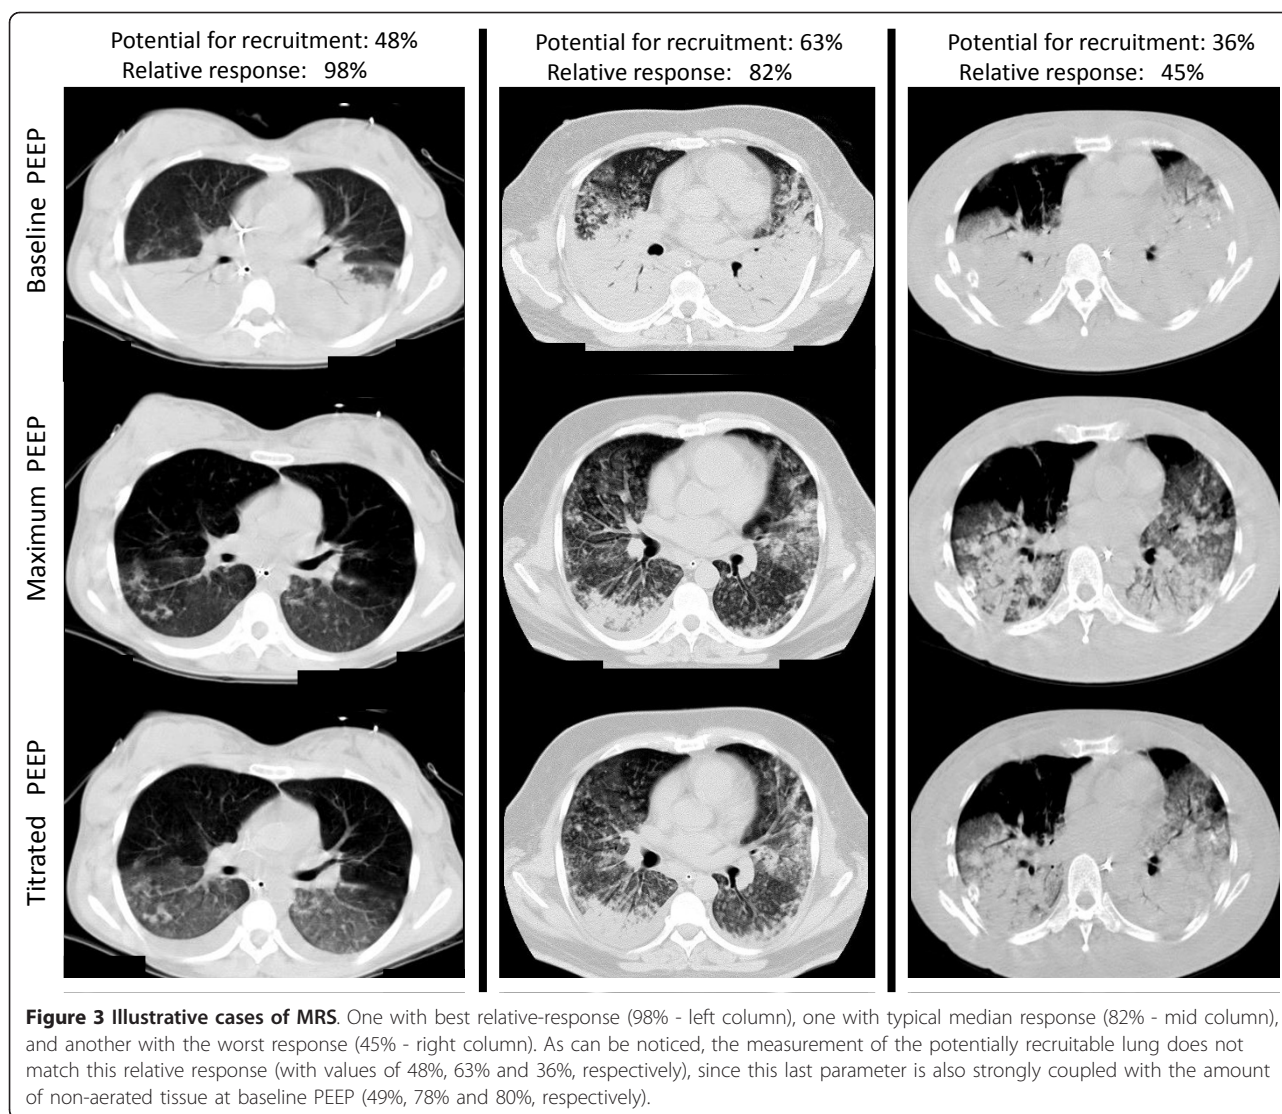 Potential for recruitment: 48%
Relative response: 98%
Potential for recruitment: 63%
Relative response: 82%
Potential for recruitment: 36%
Relative response: 45%
Baseline PEEP
Maximum PEEP
Titrated PEEP
Figure 3 Illustrative cases of MRS. One with best relative-response (98% - left column), one with typical median response (82% - mid column),
and another with the worst response (45% - right column). As can be noticed, the measurement of the potentially recruitable lung does not
match this relative response (with values of 48%, 63% and 36%, respectively), since this last parameter is also strongly coupled with the amount
of non-aerated tissue at baseline PEEP (49%, 78% and 80%, respectively).